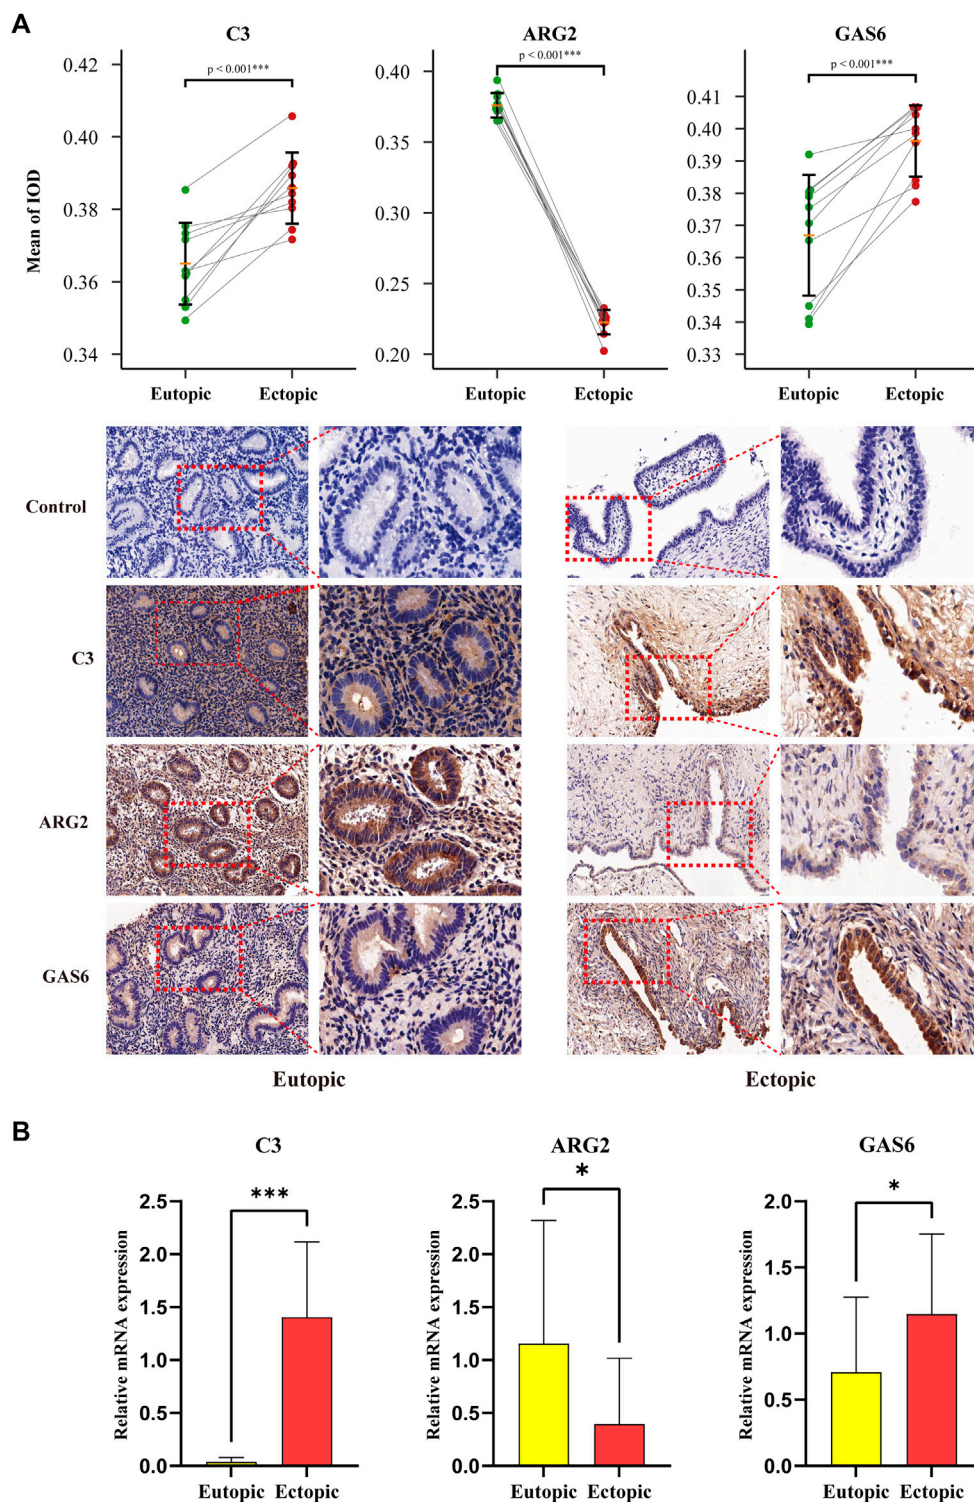 A
C3
ARG2
GAS6
p < 0.001***
p < 0.001***
p < 0.001***
Mean of IOD
0.42
0.40
0.38
0.36
0.34
0.40
0.35
0.30
0.25
0.20
0.41
0.40
0.39
0.38
0.37
0.36
0.35
0.34
0.33
Eutopic
Ectopic
Eutopic
Ectopic
Eutopic
Ectopic
Control
C3
ARG2
GAS6
Eutopic
Ectopic
B
C3
ARG2
GAS6
***
*
*
Relative mRNA expression
2.5
2.0
1.5
1.0
0.5
0.0
Eutopic Ectopic
Relative mRNA expression
2.5
2.0
1.5
1.0
0.5
0.0
Eutopic Ectopic
Relative mRNA expression
2.0
1.5
1.0
0.5
0.0
Eutopic Ectopic